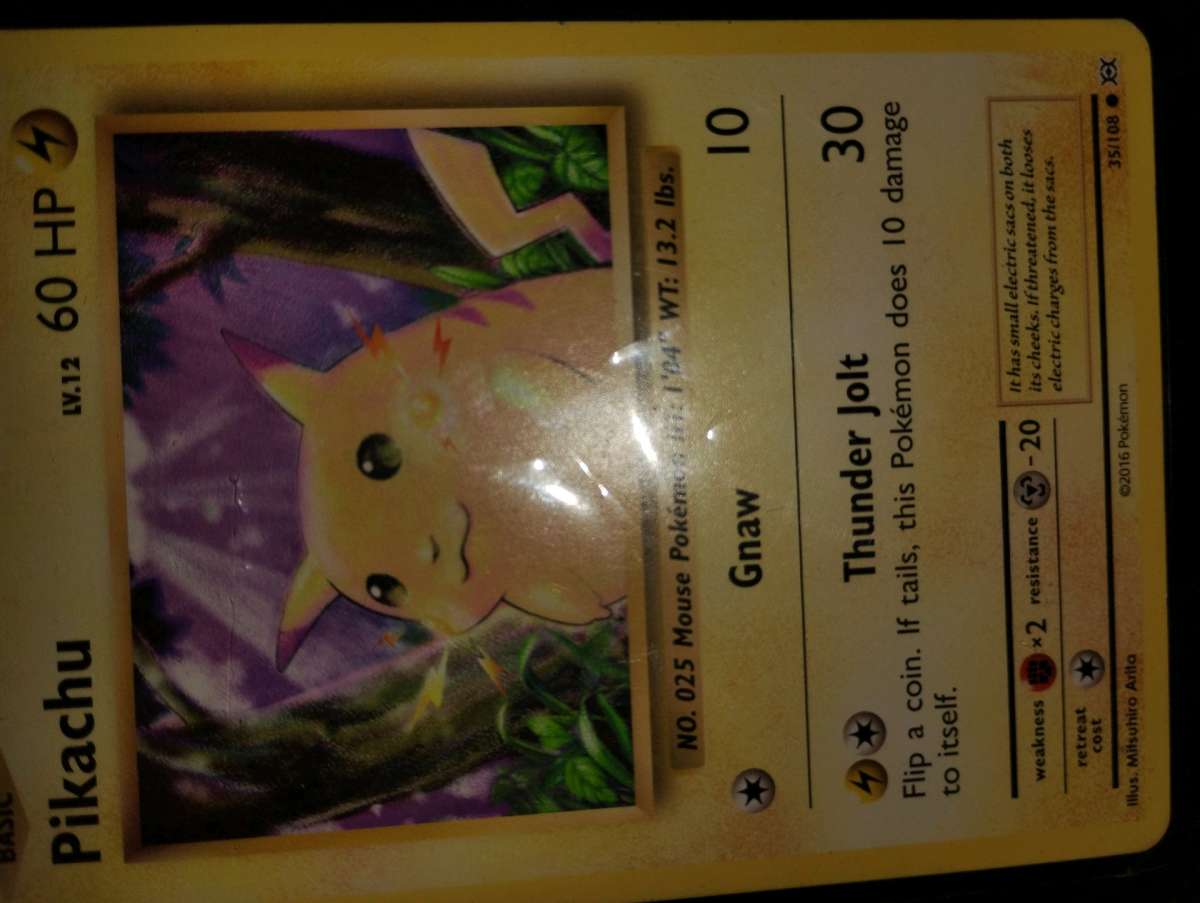 BASIC
Pikachu LV.12 60 HP
NO. 025 Mouse Pokémon HT: 1'04" WT: 13.2 lbs.
Gnaw 10
Thunder Jolt 30
Flip a coin. If tails, this Pokémon does 10 damage
to itself.
weakness ×2 resistance -20
retreat
cost
It has small electric sacs on both
its cheeks. If threatened, it looses
electric charges from the sacs.
Illus. Mitsuhiro Arita ©2016 Pokémon 35/108